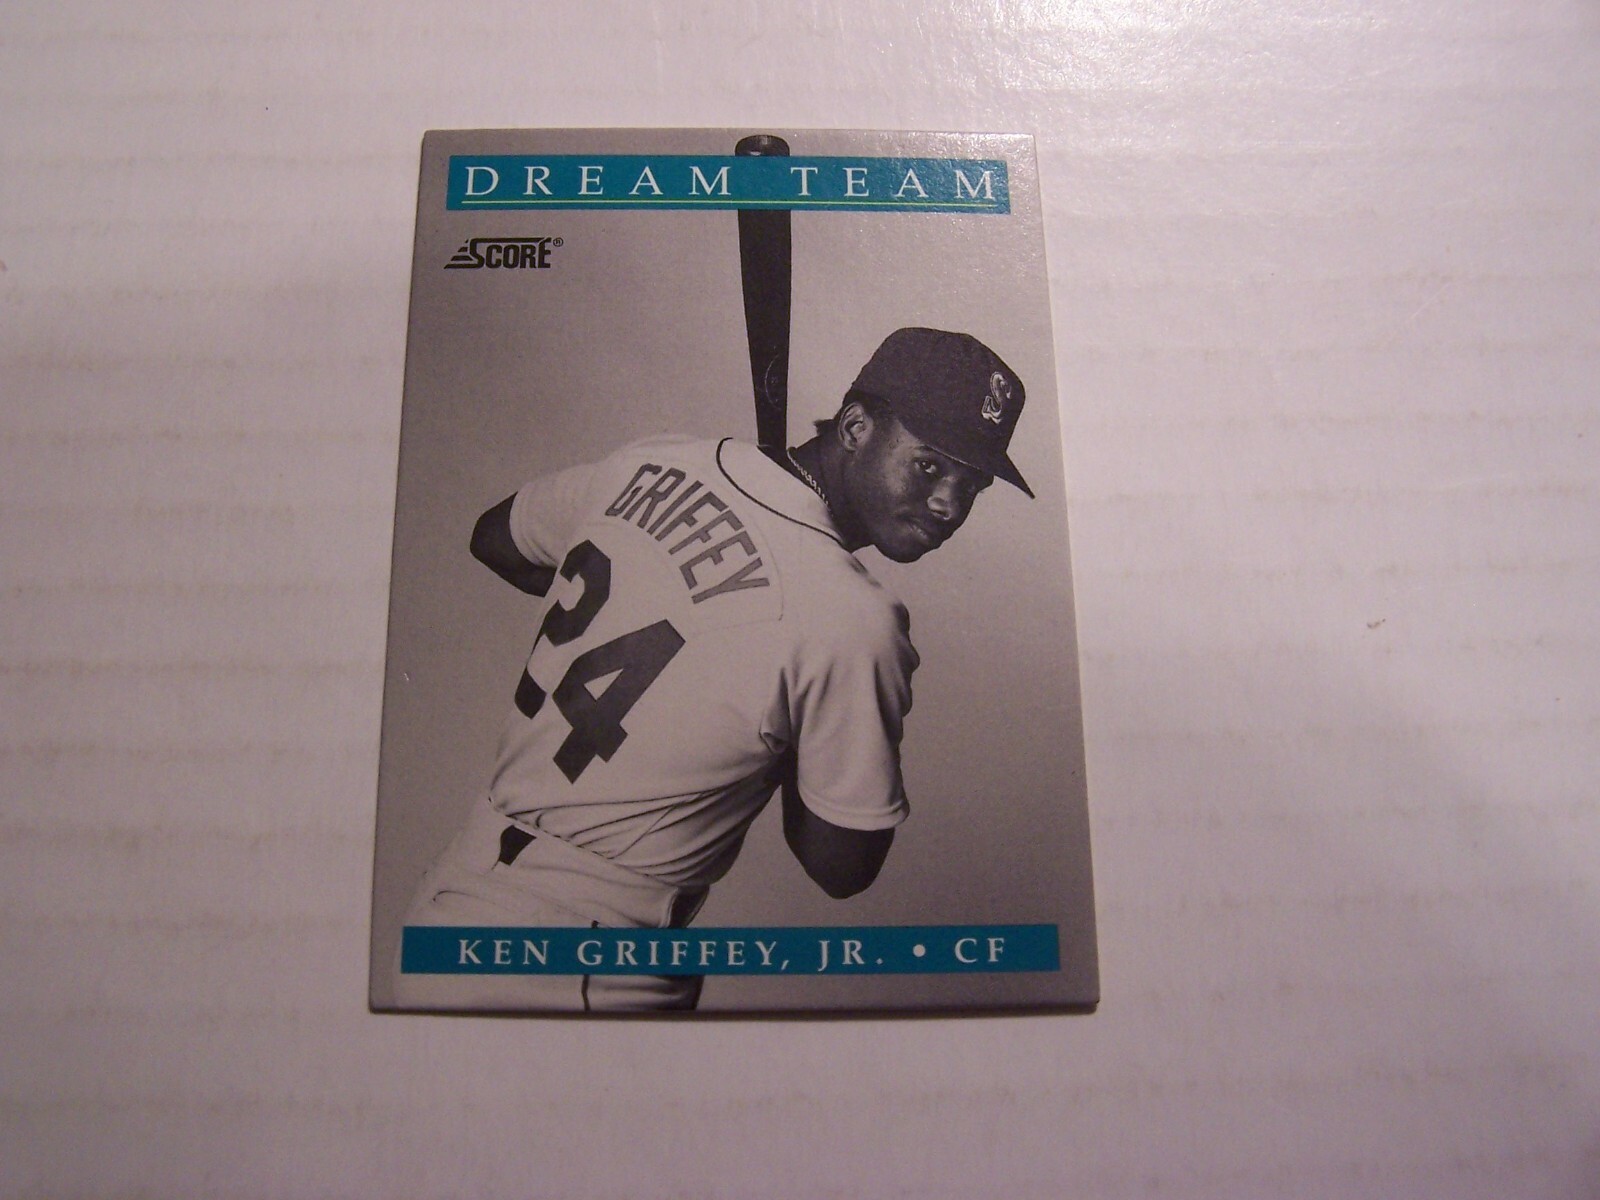 DREAM TEAM
SCORE®
S
GRIFFEY
24
KEN GRIFFEY, JR. • CF